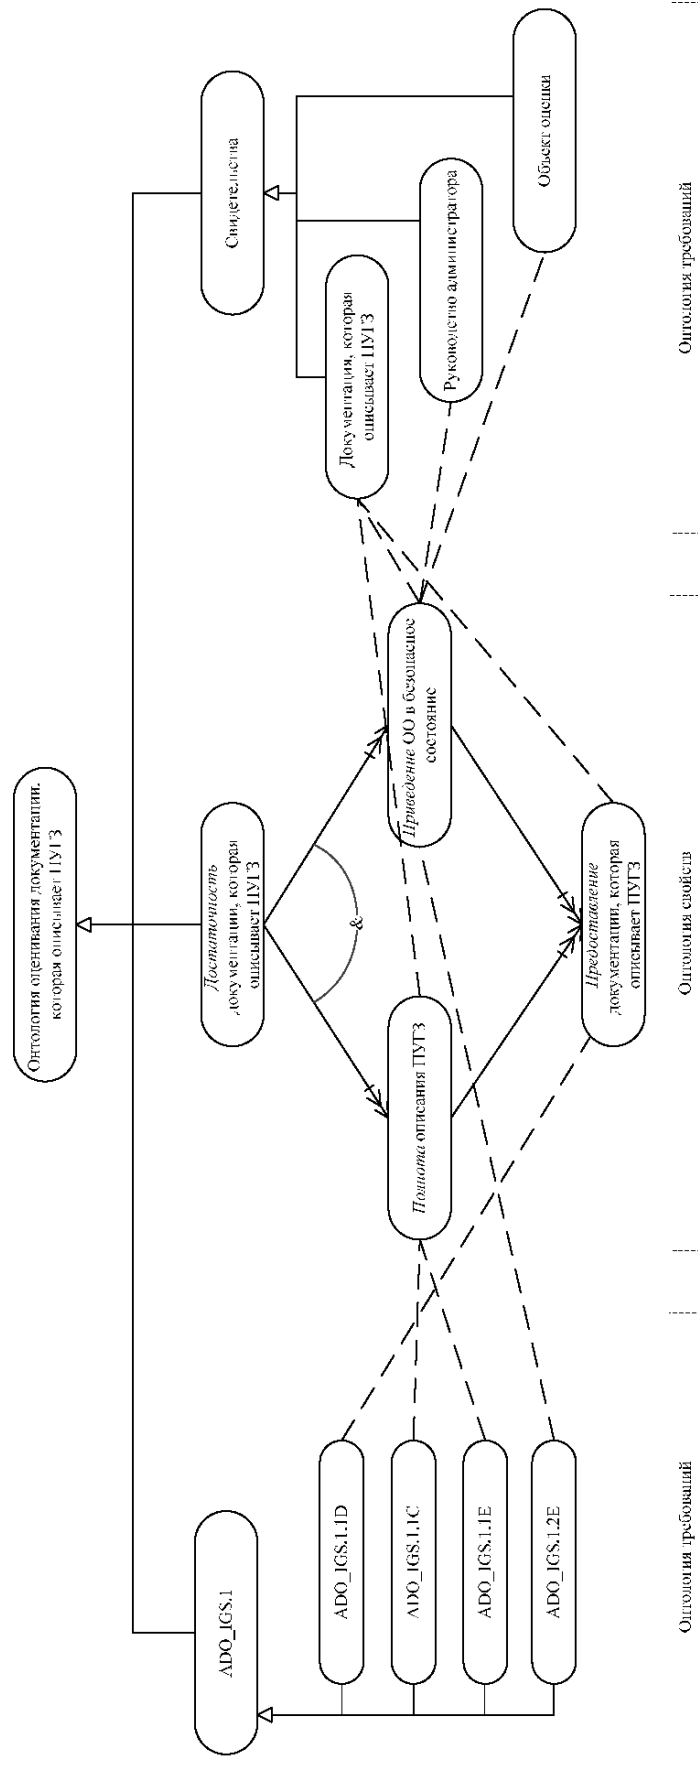 Онтология оценивания документации,
которая описывает ПУГЗ
ADO_IGS.1
Достаточность
документации, которая
описывает ПУГЗ
Свидетельства
ADO_IGS.1.1D
ADO_IGS.1.1C
ADO_IGS.1.1E
ADO_IGS.1.2E
&
Полнота описания ПУГЗ
Приведение ОО в безопасное
состояние
Предоставление
документации, которая
описывает ПУГЗ
Документация, которая
описывает ПУГЗ
Руководство администратора
Объект оценки
Онтология требований
Онтология свойств
Онтология требований